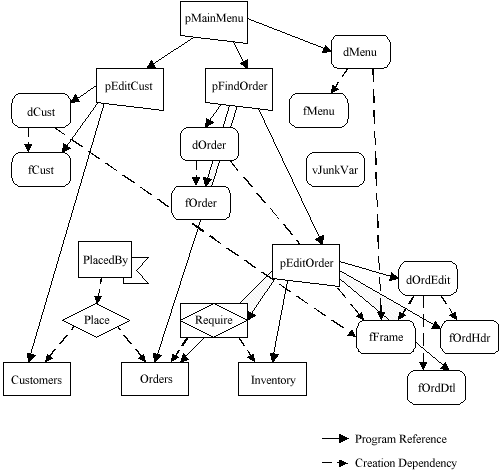 pMainMenu
dMenu
pEditCust
pFindOrder
dCust
fMenu
dOrder
fCust
vJunkVar
fOrder
PlacedBy
pEditOrder
dOrdEdit
Place
Require
fFrame
fOrdHdr
Customers
Orders
Inventory
fOrdDtl
Program Reference
Creation Dependency